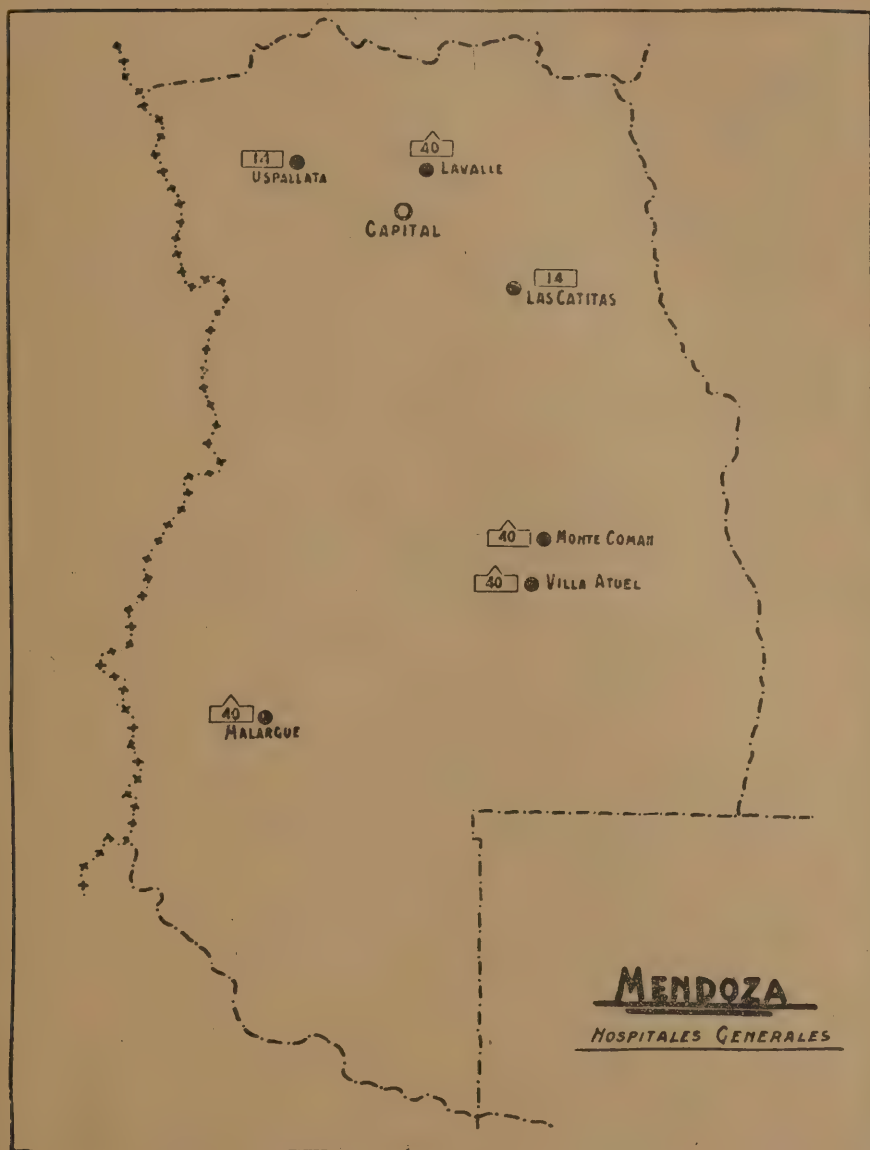 14
USPALLATA
40
LAVALLE
CAPITAL
14
LAS CATITAS
40
MONTE COMAN
40
VILLA ATUEL
40
MALARGUE
MENDOZA
HOSPITALES GENERALES